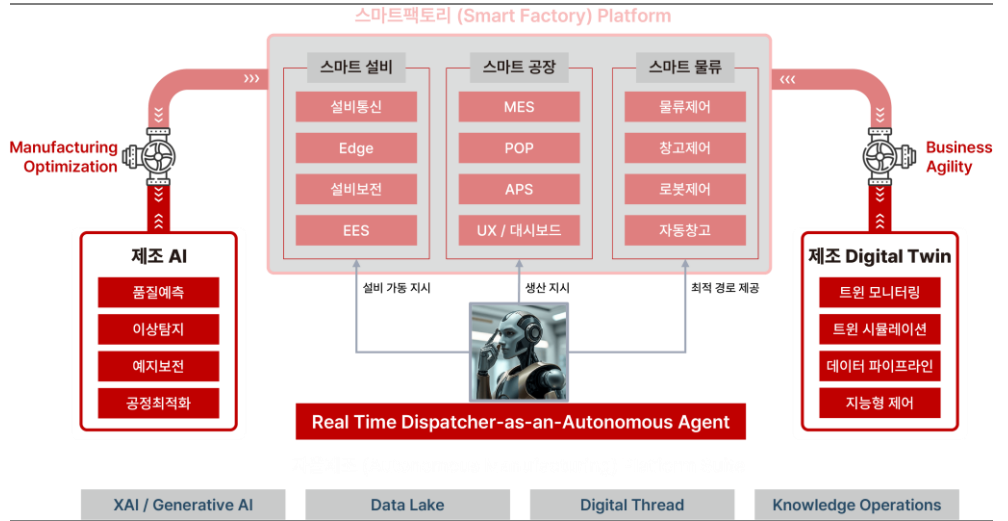 스마트팩토리 (Smart Factory) Platform
스마트 설비
설비통신
Edge
설비보전
EES
스마트 공장
MES
POP
APS
UX / 대시보드
스마트 물류
물류제어
창고제어
로봇제어
자동창고
Manufacturing
Optimization
Business
Agility
제조 AI
품질예측
이상탐지
예지보전
공정최적화
설비 가동 지시
생산 지시
최적 경로 제공
제조 Digital Twin
트윈 모니터링
트윈 시뮬레이션
데이터 파이프라인
지능형 제어
Real Time Dispatcher-as-an-Autonomous Agent
XAI / Generative AI
Data Lake
Digital Thread
Knowledge Operations